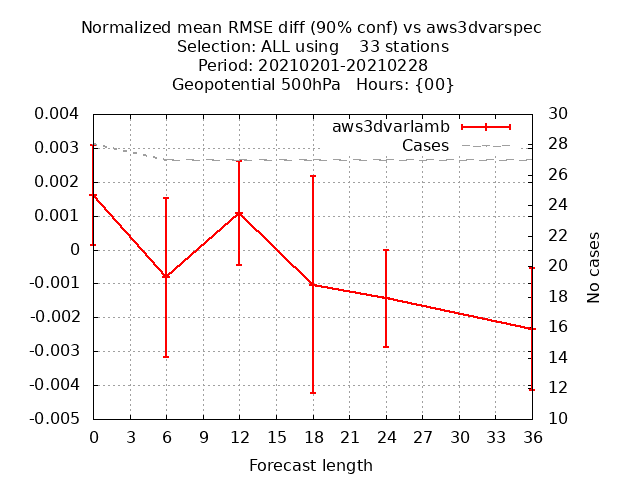 Normalized mean RMSE diff (90% conf) vs aws3dvarspec
Selection: ALL using    33 stations
Period: 20210201-20210228
Geopotential 500hPa   Hours: {00}
aws3dvarlamb
Cases
0.004
0.003
0.002
0.001
0
-0.001
-0.002
-0.003
-0.004
-0.005
30
28
26
24
22
20
18
16
14
12
10
No cases
0 3 6 9 12 15 18 21 24 27 30 33 36
Forecast length